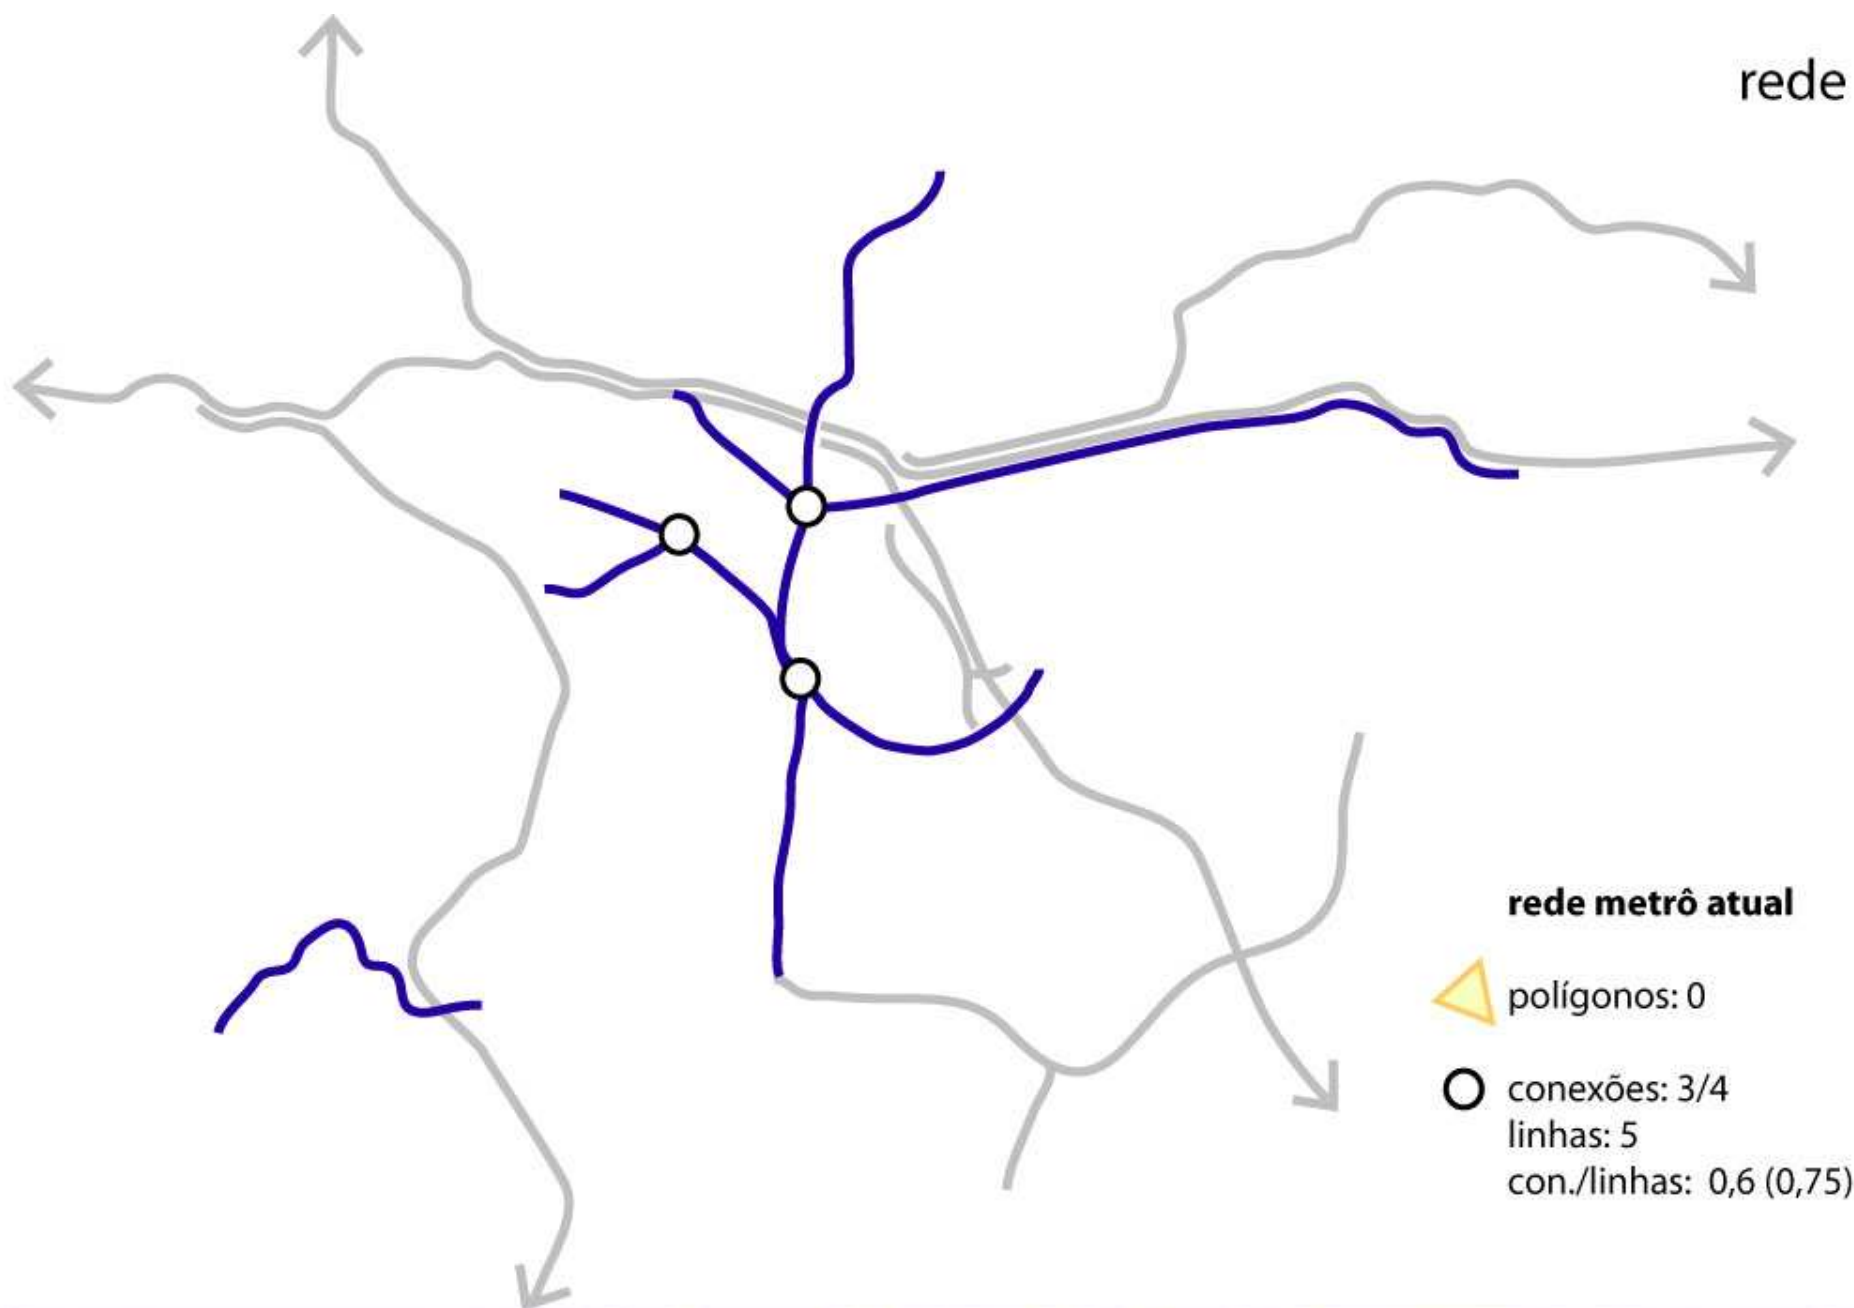 rede
rede metrô atual
polígonos: 0
conexões: 3/4
linhas: 5
con./linhas: 0,6 (0,75)